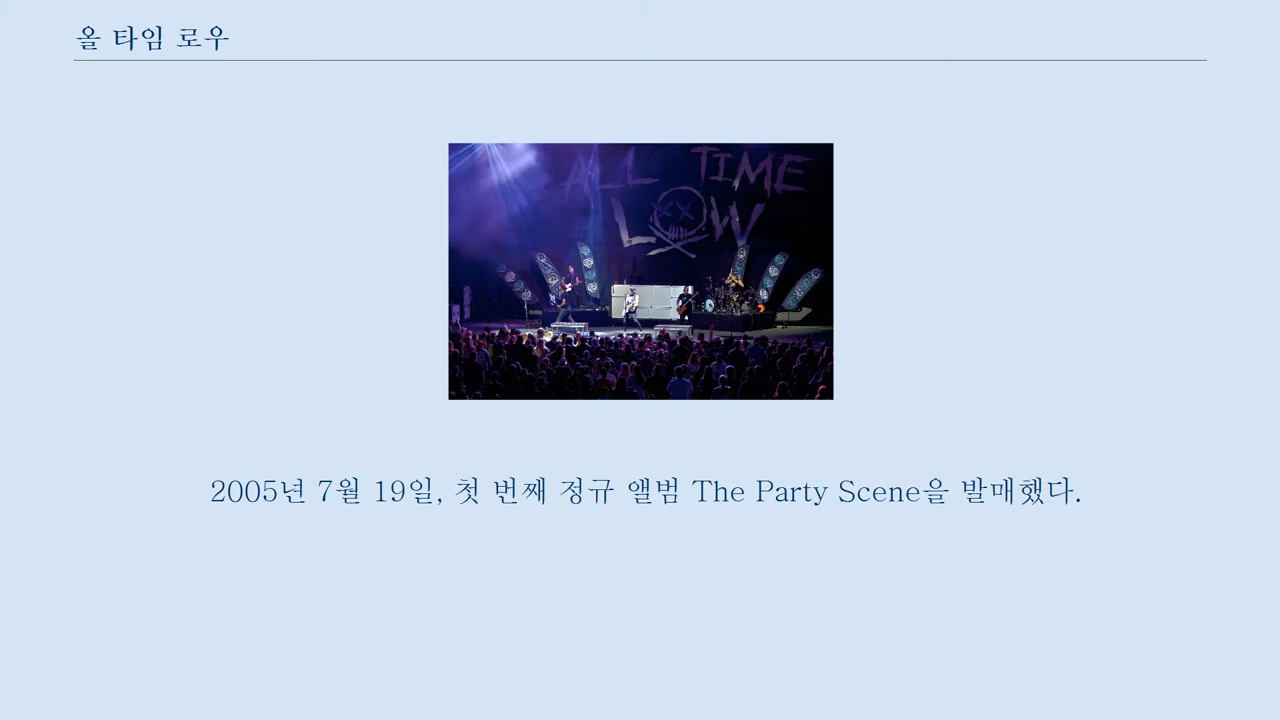 올 타임 로우
ALL TIME
LOW
2005년 7월 19일, 첫 번째 정규 앨범 The Party Scene을 발매했다.